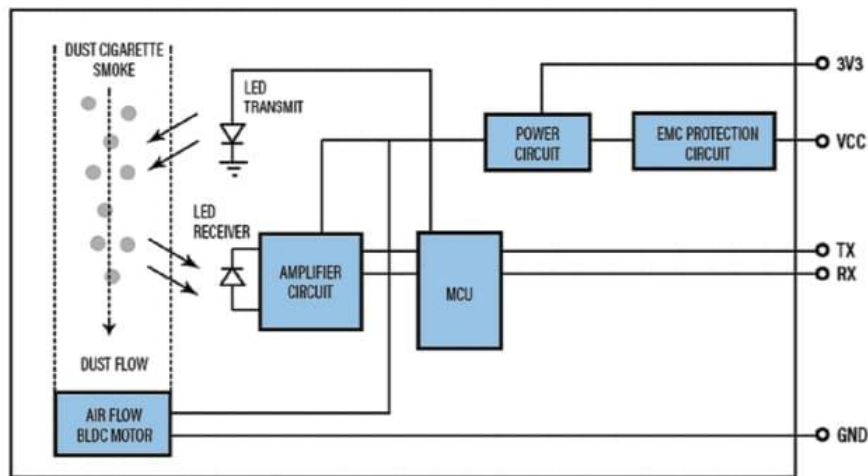 DUST CIGARETTE
SMOKE
LED
TRANSMIT
3V3
POWER
CIRCUIT
EMC PROTECTION
CIRCUIT
VCC
LED
RECEIVER
AMPLIFIER
CIRCUIT
MCU
TX
RX
DUST FLOW
AIR FLOW
BLDC MOTOR
GND